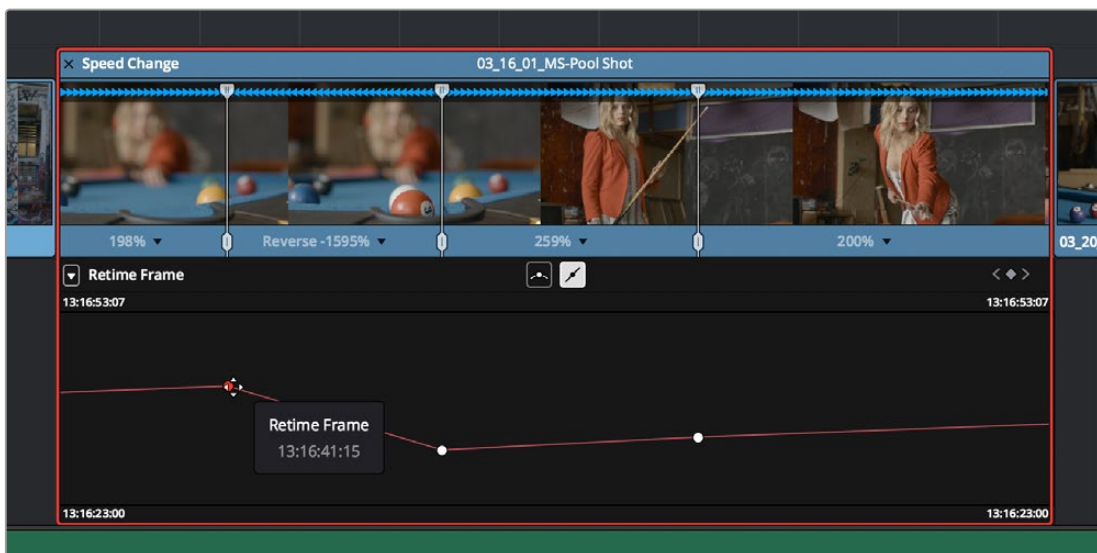 Speed Change
03_16_01_MS-Pool Shot
198%
Reverse -1595%
259%
200%
03_20
Retime Frame
13:16:53:07
13:16:53:07
Retime Frame
13:16:41:15
13:16:23:00
13:16:23:00